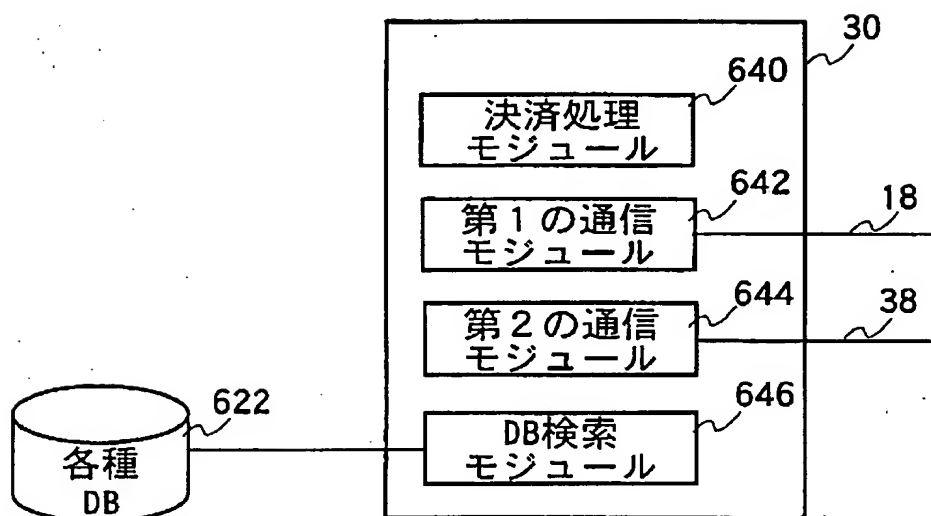 30
640
決済処理
モジュール
642
第1の通信
モジュール
18
644
第2の通信
モジュール
38
646
DB検索
モジュール
622
各種
DB